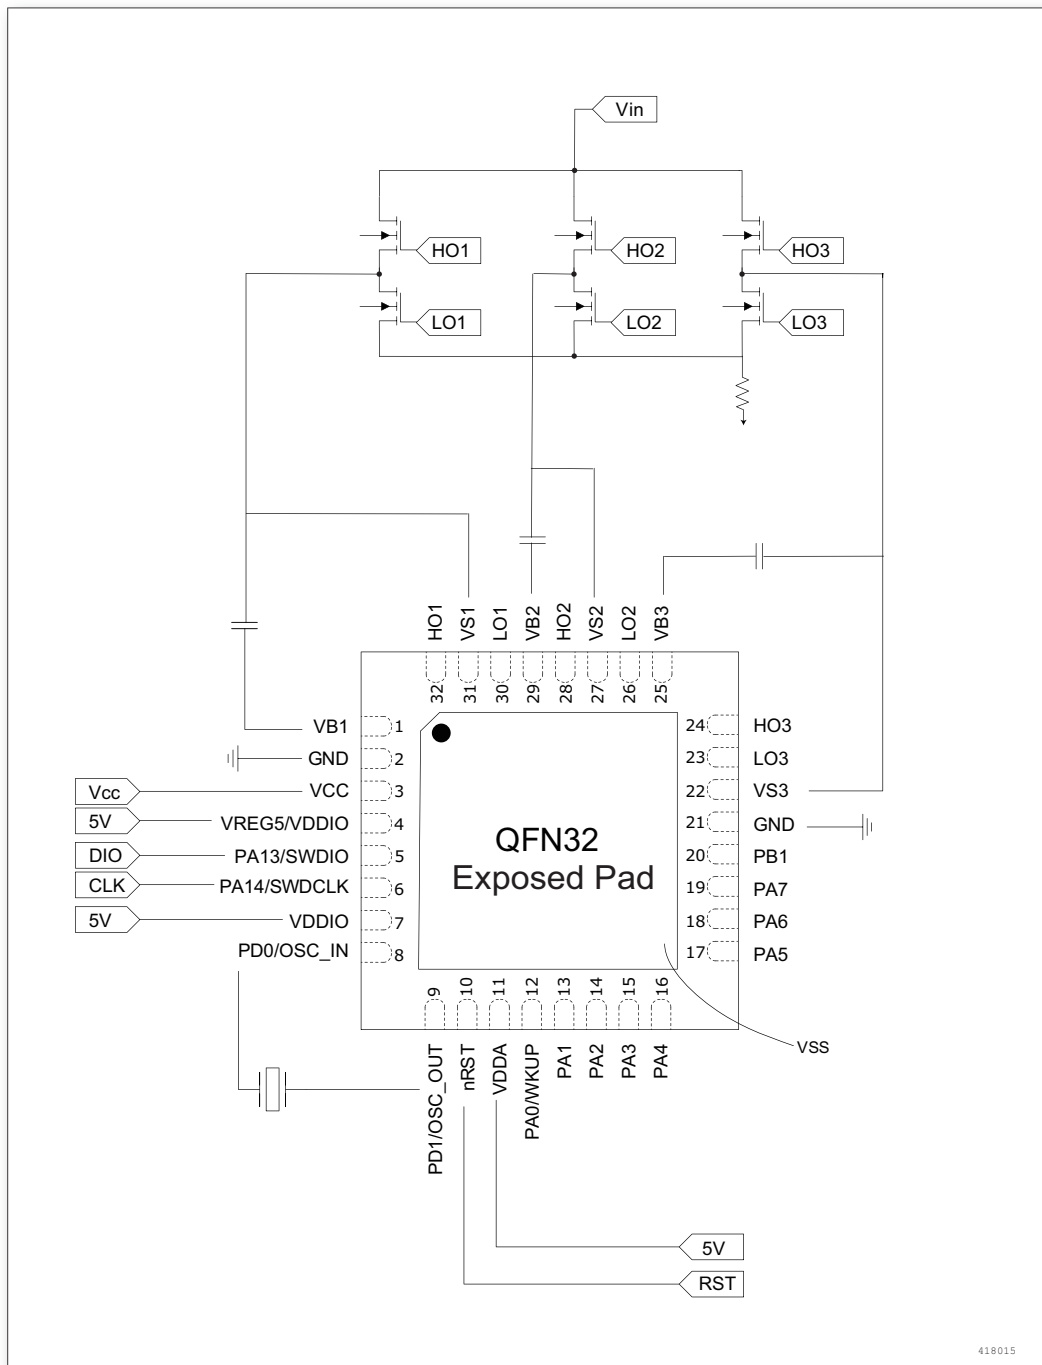 Vin
HO1
HO2
HO3
LO1
LO2
LO3
HO1
VS1
LO1
VB2
HO2
VS2
LO2
VB3
32
31
30
29
28
27
26
25
VB1 1
GND 2
Vcc VCC 3
5V VREG5/VDDIO 4
DIO PA13/SWDIO 5
CLK PA14/SWDCLK 6
5V VDDIO 7
PD0/OSC_IN 8
QFN32
Exposed Pad
24 HO3
23 LO3
22 VS3
21 GND
20 PB1
19 PA7
18 PA6
17 PA5
9
10
11
12
13
14
15
16
PD1/OSC_OUT
nRST
VDDA
PA0/WKUP
PA1
PA2
PA3
PA4
VSS
5V
RST
418015